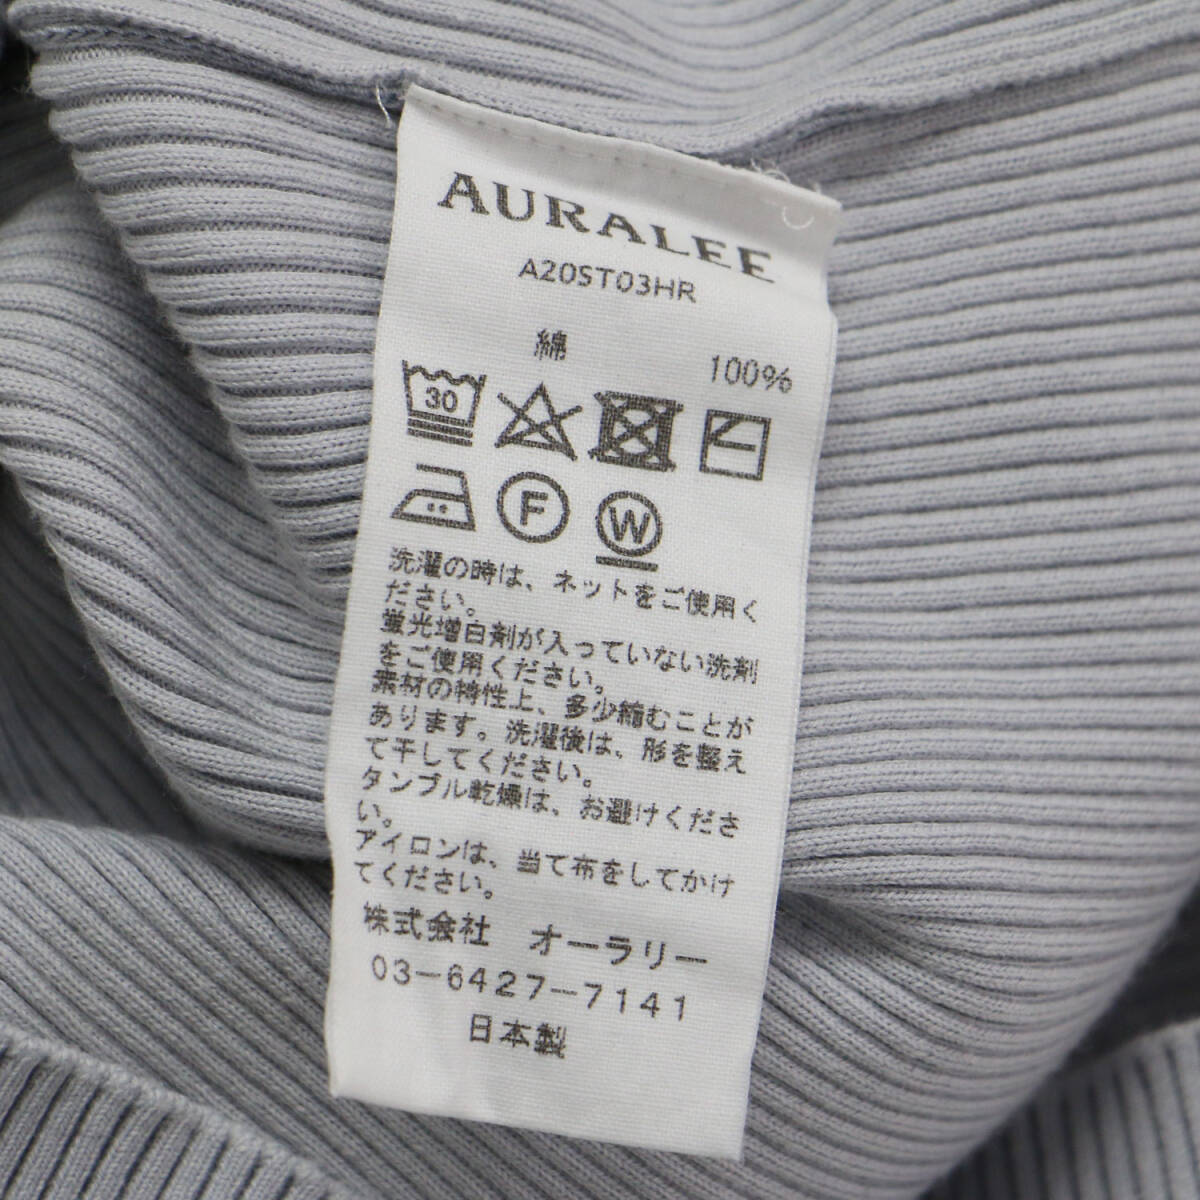 AURALEE
A20ST03HR
綿 100%
30
F W
洗濯の時は、ネットをご使用く
ださい。
蛍光増白剤が入っていない洗剤
をご使用ください。
素材の特性上、多少縮むことが
あります。洗濯後は、形を整え
て干してください。
タンブル乾燥は、お避けくださ
い。
アイロンは、当て布をしてかけ
てください。
株式会社 オーラリー
03-6427-7141
日本製